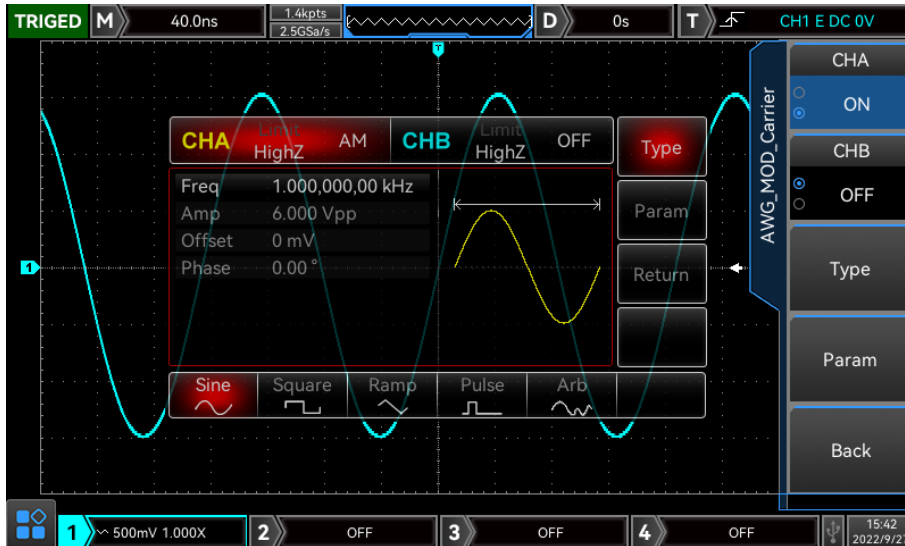 TRIGED M 40.0ns 1.4kpts D 0s T CH1 E DC 0V
2.5GSa/s
T
CHA
ON
CHB
OFF
Type
Param
Back
AWG_MOD_Carrier
CHA Limit HighZ AM CHB Limit HighZ OFF
Type
Param
Return
Freq 1.000,000,00 kHz
Amp 6.000 Vpp
Offset 0 mV
Phase 0.00 °
Sine Square Ramp Pulse Arb
1
1 500mV 1.000X 2 OFF 3 OFF 4 OFF
15:42
2022/9/27